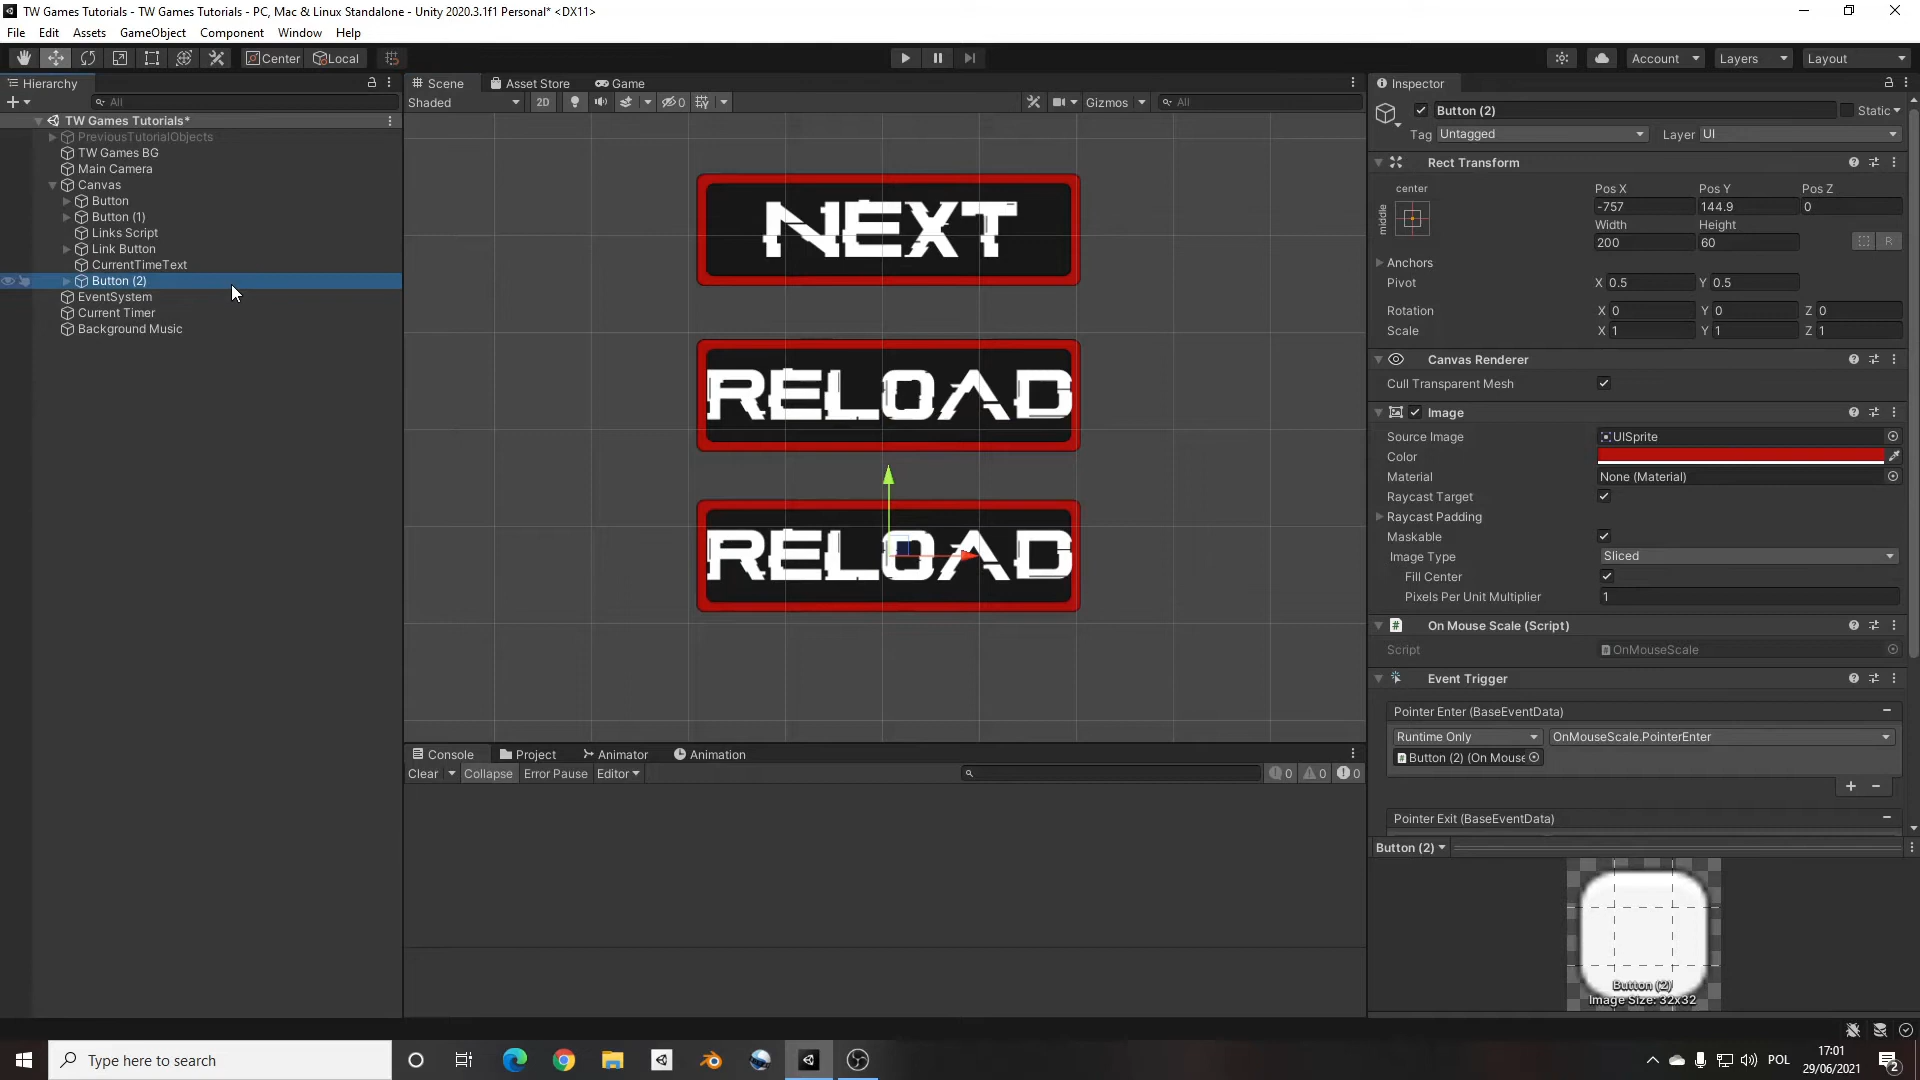 TW Games Tutorials - TW Games Tutorials - PC, Mac & Linux Standalone - Unity 2020.3.1f1 Personal* <DX11>
File Edit Assets GameObject Component Window Help
Center Local
Account Layers Layout
Hierarchy
All
TW Games Tutorials*
PreviousTutorialObjects
TW Games BG
Main Camera
Canvas
Button
Button (1)
Links Script
Link Button
CurrentTimeText
Button (2)
EventSystem
Current Timer
Background Music
Scene Asset Store Game
Shaded 2D 0 Gizmos All
NEXT
RELOAD
RELOAD
Console Project Animator Animation
Clear Collapse Error Pause Editor 0 0 0
Inspector
Button (2) Static
Tag Untagged Layer UI
Rect Transform
center
middle
Pos X Pos Y Pos Z
-757 144.9 0
Width Height
200 60
R
Anchors
Pivot X 0.5 Y 0.5
Rotation X 0 Y 0 Z 0
Scale X 1 Y 1 Z 1
Canvas Renderer
Cull Transparent Mesh
Image
Source Image UISprite
Color
Material None (Material)
Raycast Target
Raycast Padding
Maskable
Image Type Sliced
Fill Center
Pixels Per Unit Multiplier 1
On Mouse Scale (Script)
Script OnMouseScale
Event Trigger
Pointer Enter (BaseEventData)
Runtime Only OnMouseScale.PointerEnter
Button (2) (On Mouse
Pointer Exit (BaseEventData)
Button (2)
Button (2)
Image Size: 32x32
Type here to search
POL
17:01
29/06/2021
2